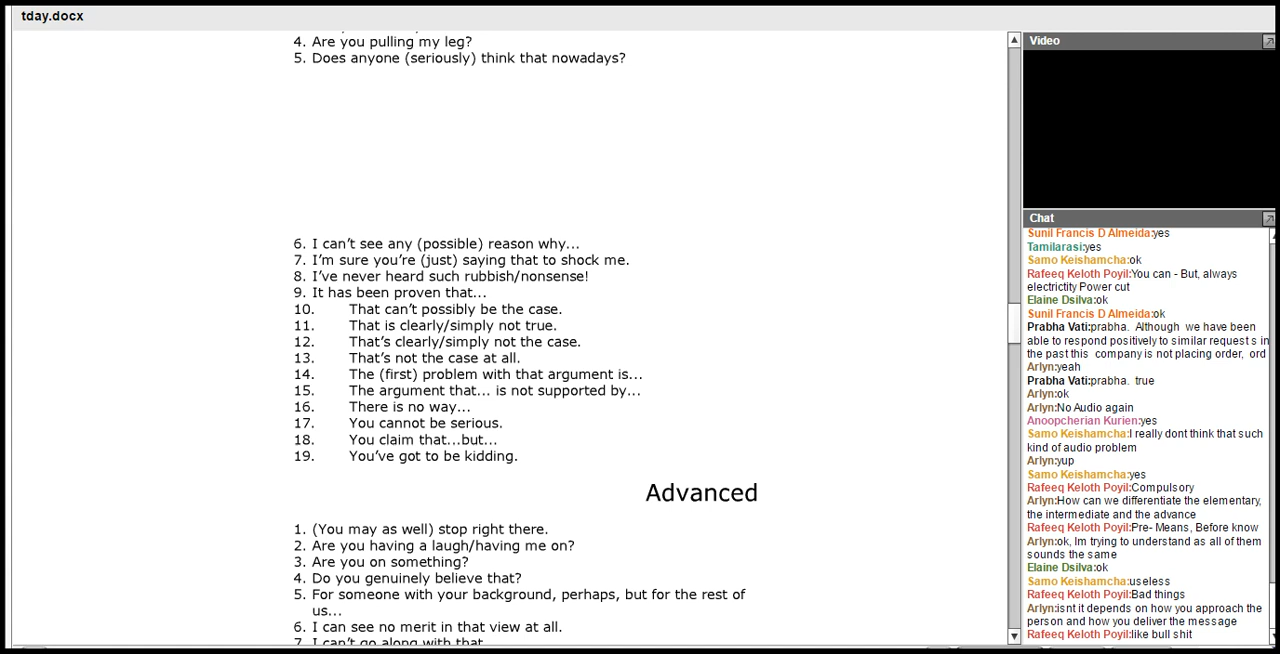 tday.docx
4. Are you pulling my leg?
5. Does anyone (seriously) think that nowadays?
6. I can't see any (possible) reason why...
7. I'm sure you're (just) saying that to shock me.
8. I've never heard such rubbish/nonsense!
9. It has been proven that...
10. That can't possibly be the case.
11. That is clearly/simply not true.
12. That's clearly/simply not the case.
13. That's not the case at all.
14. The (first) problem with that argument is...
15. The argument that... is not supported by...
16. There is no way...
17. You cannot be serious.
18. You claim that...but...
19. You've got to be kidding.
Advanced
1. (You may as well) stop right there.
2. Are you having a laugh/having me on?
3. Are you on something?
4. Do you genuinely believe that?
5. For someone with your background, perhaps, but for the rest of
us...
6. I can see no merit in that view at all.
7. I can't go along with that
Video
Chat
Sunil Francis D Almeida:yes
Tamilarasi:yes
Samo Keishamcha:ok
Rafeeq Keloth Poyil:You can - But, always
electrictity Power cut
Elaine Dsilva:ok
Sunil Francis D Almeida:ok
Prabha Vati:prabha. Although we have been
able to respond positively to similar request s in
the past this company is not placing order, ord
Arlyn:yeah
Prabha Vati:prabha. true
Arlyn:ok
Arlyn:No Audio again
Anoopcherian Kurien:yes
Samo Keishamcha:I really dont think that such
kind of audio problem
Arlyn:yup
Samo Keishamcha:yes
Rafeeq Keloth Poyil:Compulsory
Arlyn:How can we differentiate the elementary,
the intermediate and the advance
Rafeeq Keloth Poyil:Pre- Means, Before know
Arlyn:ok, Im trying to understand as all of them
sounds the same
Elaine Dsilva:ok
Samo Keishamcha:useless
Rafeeq Keloth Poyil:Bad things
Arlyn:isnt it depends on how you approach the
person and how you deliver the message
Rafeeq Keloth Poyil:like bull shit